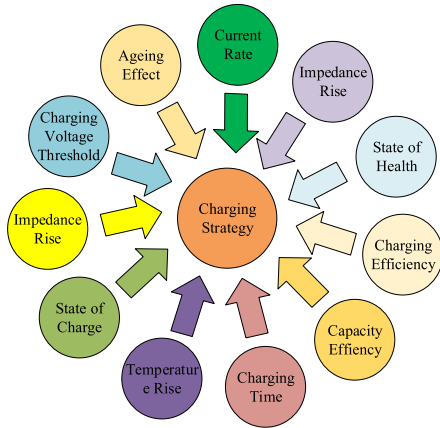 Current
Rate
Impedance
Rise
State of
Health
Charging
Efficiency
Capacity
Effiency
Charging
Time
Temperatur
e Rise
State of
Charge
Impedance
Rise
Charging
Voltage
Threshold
Ageing
Effect
Charging
Strategy